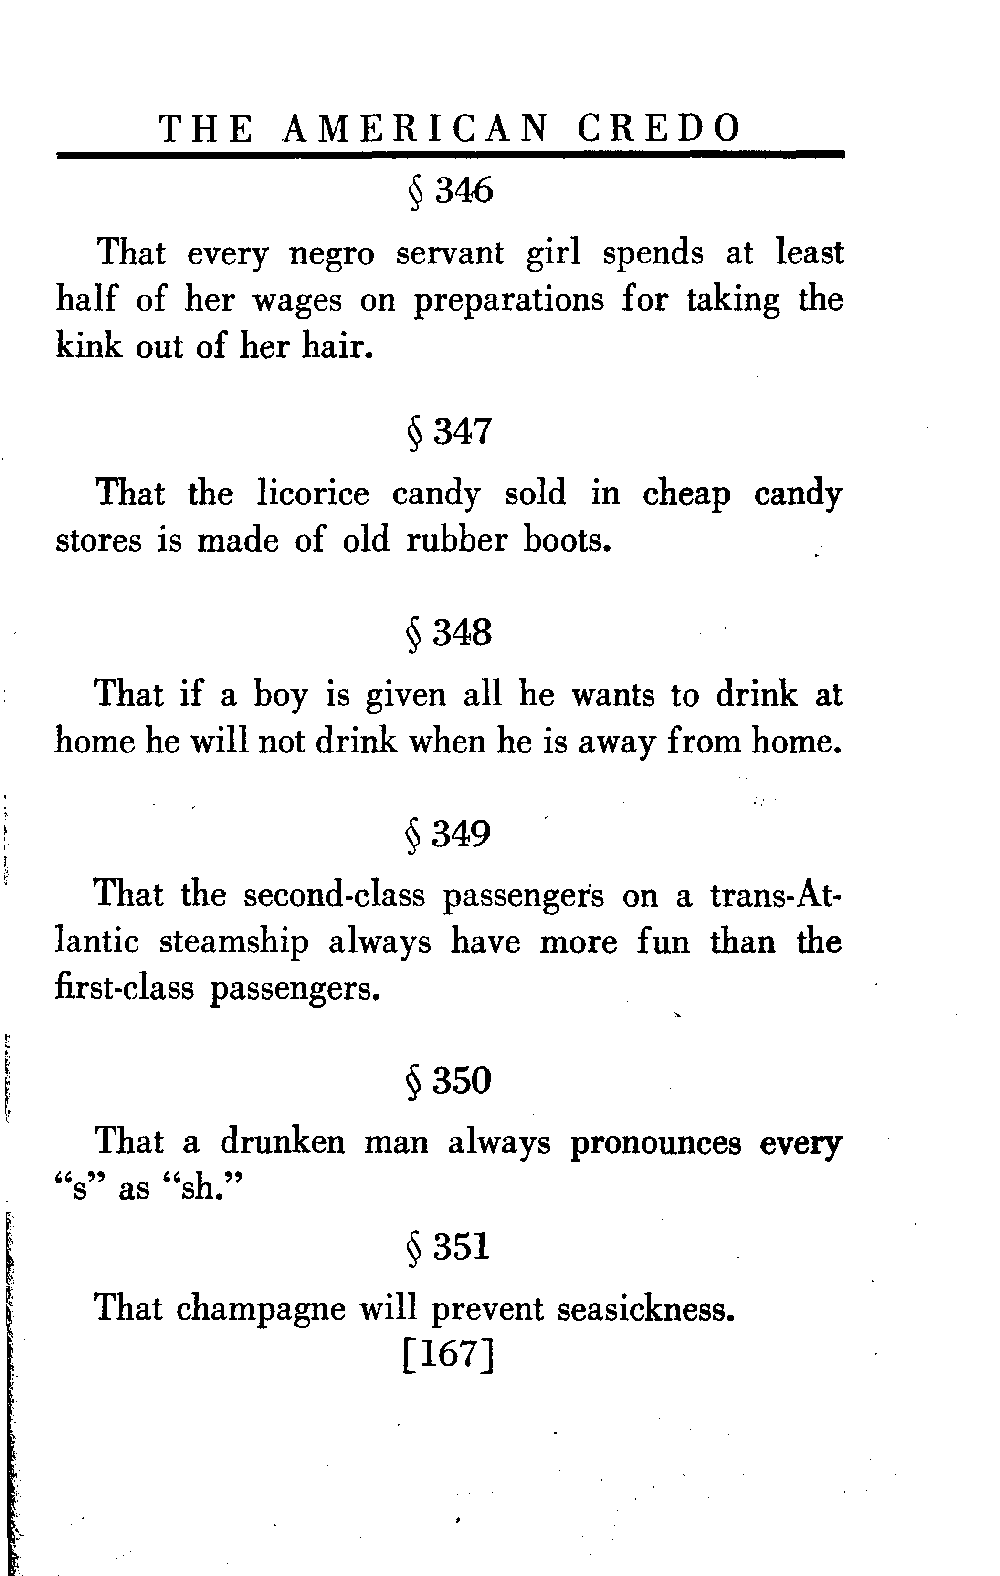 THE AMERICAN CREDO
§ 346
That every negro servant girl spends at least
half of her wages on preparations for taking the
kink out of her hair.
§ 347
That the licorice candy sold in cheap candy
stores is made of old rubber boots.
§ 348
That if a boy is given all he wants to drink at
home he will not drink when he is away from home.
§ 349
That the second-class passengers on a trans-At-
lantic steamship always have more fun than the
first-class passengers.
§ 350
That a drunken man always pronounces every
“s” as “sh.”
§ 351
That champagne will prevent seasickness.
[167]